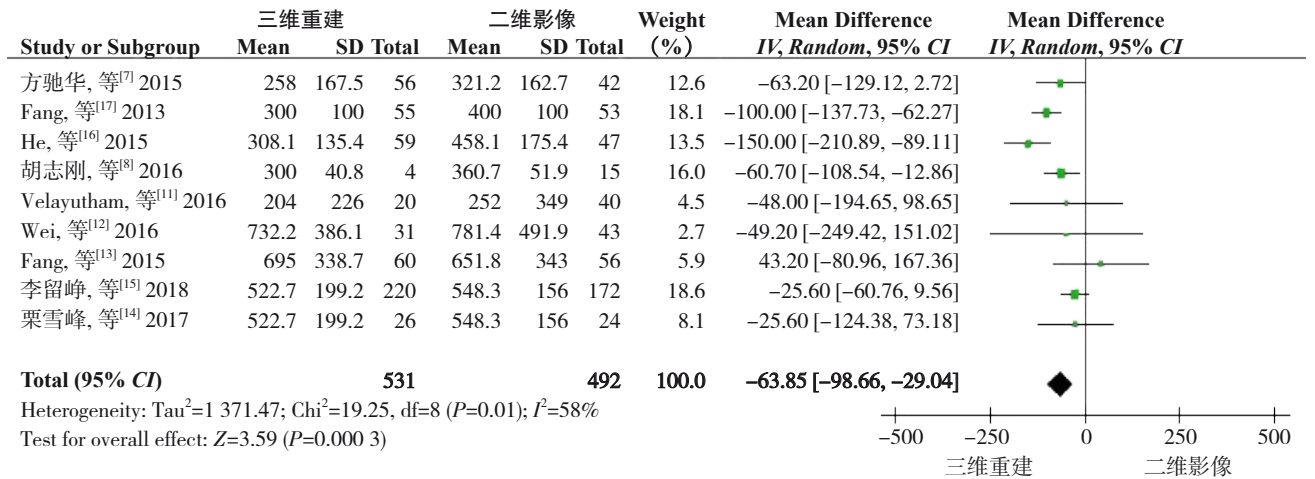 三维重建 二维影像 Weight Mean Difference Mean Difference
Study or Subgroup Mean SD Total Mean SD Total (%) IV, Random, 95% CI IV, Random, 95% CI
方驰华, 等[7] 2015 258 167.5 56 321.2 162.7 42 12.6 −63.20 [−129.12, 2.72]
Fang, 等[17] 2013 300 100 55 400 100 53 18.1 −100.00 [−137.73, −62.27]
He, 等[16] 2015 308.1 135.4 59 458.1 175.4 47 13.5 −150.00 [−210.89, −89.11]
胡志刚, 等[8] 2016 300 40.8 4 360.7 51.9 15 16.0 −60.70 [−108.54, −12.86]
Velayutham, 等[11] 2016 204 226 20 252 349 40 4.5 −48.00 [−194.65, 98.65]
Wei, 等[12] 2016 732.2 386.1 31 781.4 491.9 43 2.7 −49.20 [−249.42, 151.02]
Fang, 等[13] 2015 695 338.7 60 651.8 343 56 5.9 43.20 [−80.96, 167.36]
李留峥, 等[15] 2018 522.7 199.2 220 548.3 156 172 18.6 −25.60 [−60.76, 9.56]
栗雪峰, 等[14] 2017 522.7 199.2 26 548.3 156 24 8.1 −25.60 [−124.38, 73.18]
Total (95% CI) 531 492 100.0 −63.85 [−98.66, −29.04]
Heterogeneity: Tau²=1 371.47; Chi²=19.25, df=8 (P=0.01); I²=58%
Test for overall effect: Z=3.59 (P=0.000 3)
−500 −250 0 250 500
三维重建 二维影像